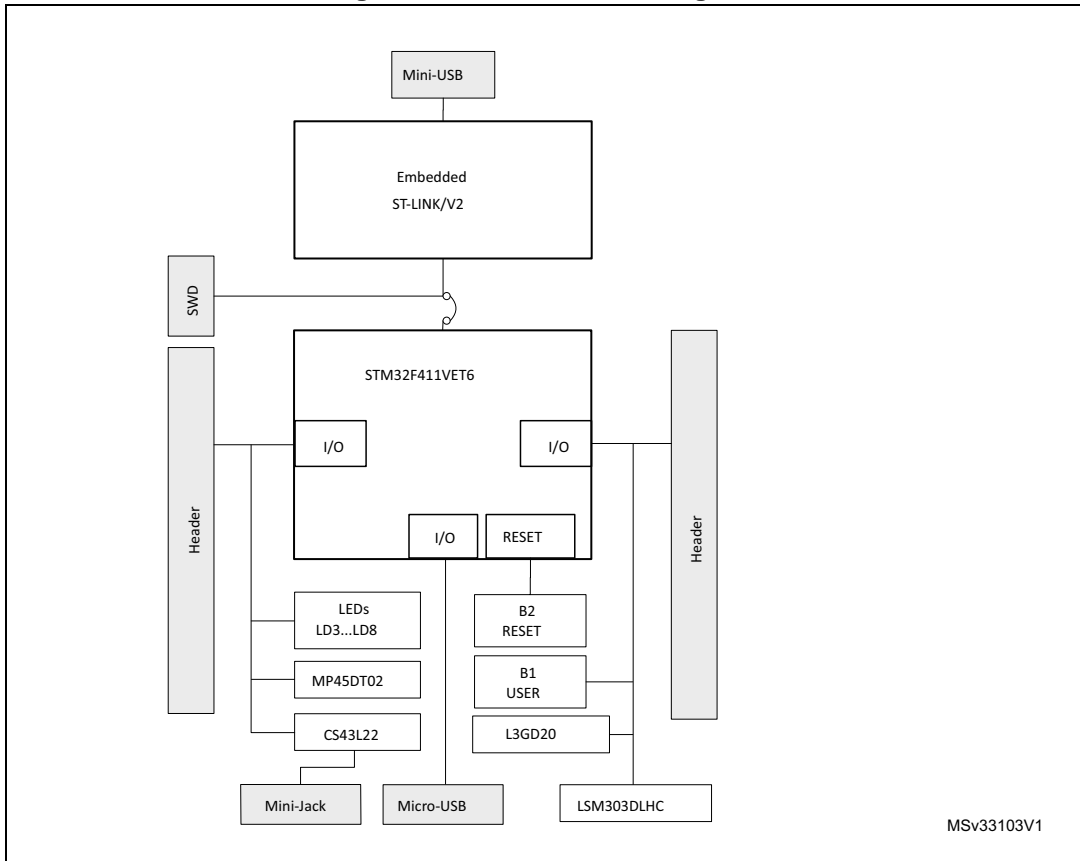 Mini-USB
Embedded
ST-LINK/V2
SWD
STM32F411VET6
I/O
I/O
Header
Header
I/O
RESET
LEDs
LD3...LD8
B2
RESET
MP45DT02
B1
USER
CS43L22
L3GD20
Mini-Jack
Micro-USB
LSM303DLHC
MSv33103V1